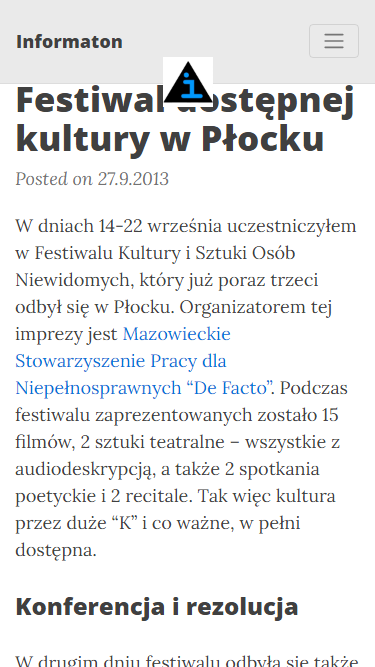 Informaton
Festiwal dostępnej
kultury w Płocku
Posted on 27.9.2013
W dniach 14-22 września uczestniczyłem
w Festiwalu Kultury i Sztuki Osób
Niewidomych, który już poraz trzeci
odbył się w Płocku. Organizatorem tej
imprezy jest Mazowieckie
Stowarzyszenie Pracy dla
Niepełnosprawnych “De Facto”. Podczas
festiwalu zaprezentowanych zostało 15
filmów, 2 sztuki teatralne – wszystkie z
audiodeskrypcją, a także 2 spotkania
poetyckie i 2 recitale. Tak więc kultura
przez duże “K” i co ważne, w pełni
dostępna.
Konferencja i rezolucja
W drugim dniu festiwalu odbyła się także